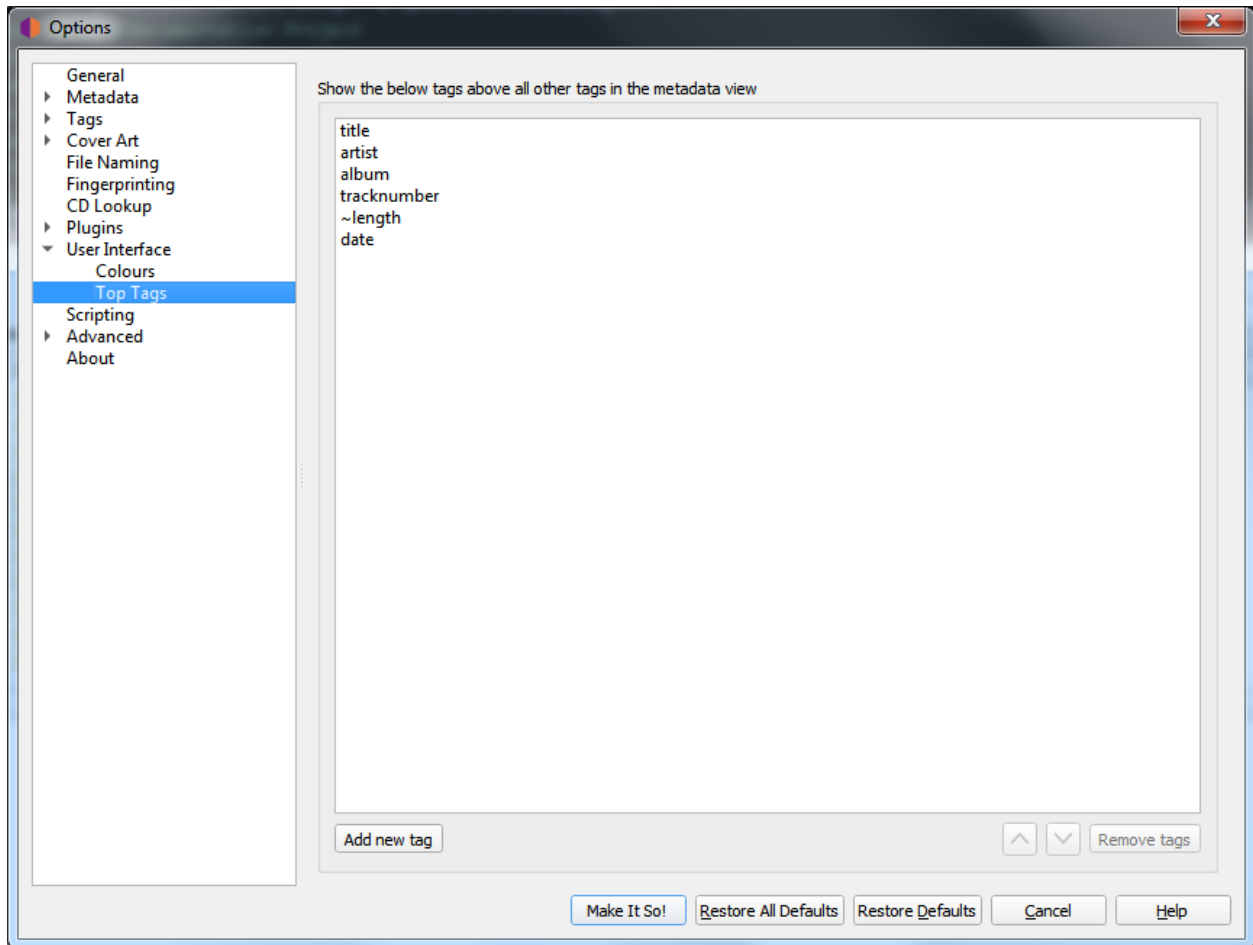 Options
General
Metadata
Tags
Cover Art
File Naming
Fingerprinting
CD Lookup
Plugins
User Interface
Colours
Top Tags
Scripting
Advanced
About
Show the below tags above all other tags in the metadata view
title
artist
album
tracknumber
~length
date
Add new tag
Remove tags
Make It So!
Restore All Defaults
Restore Defaults
Cancel
Help